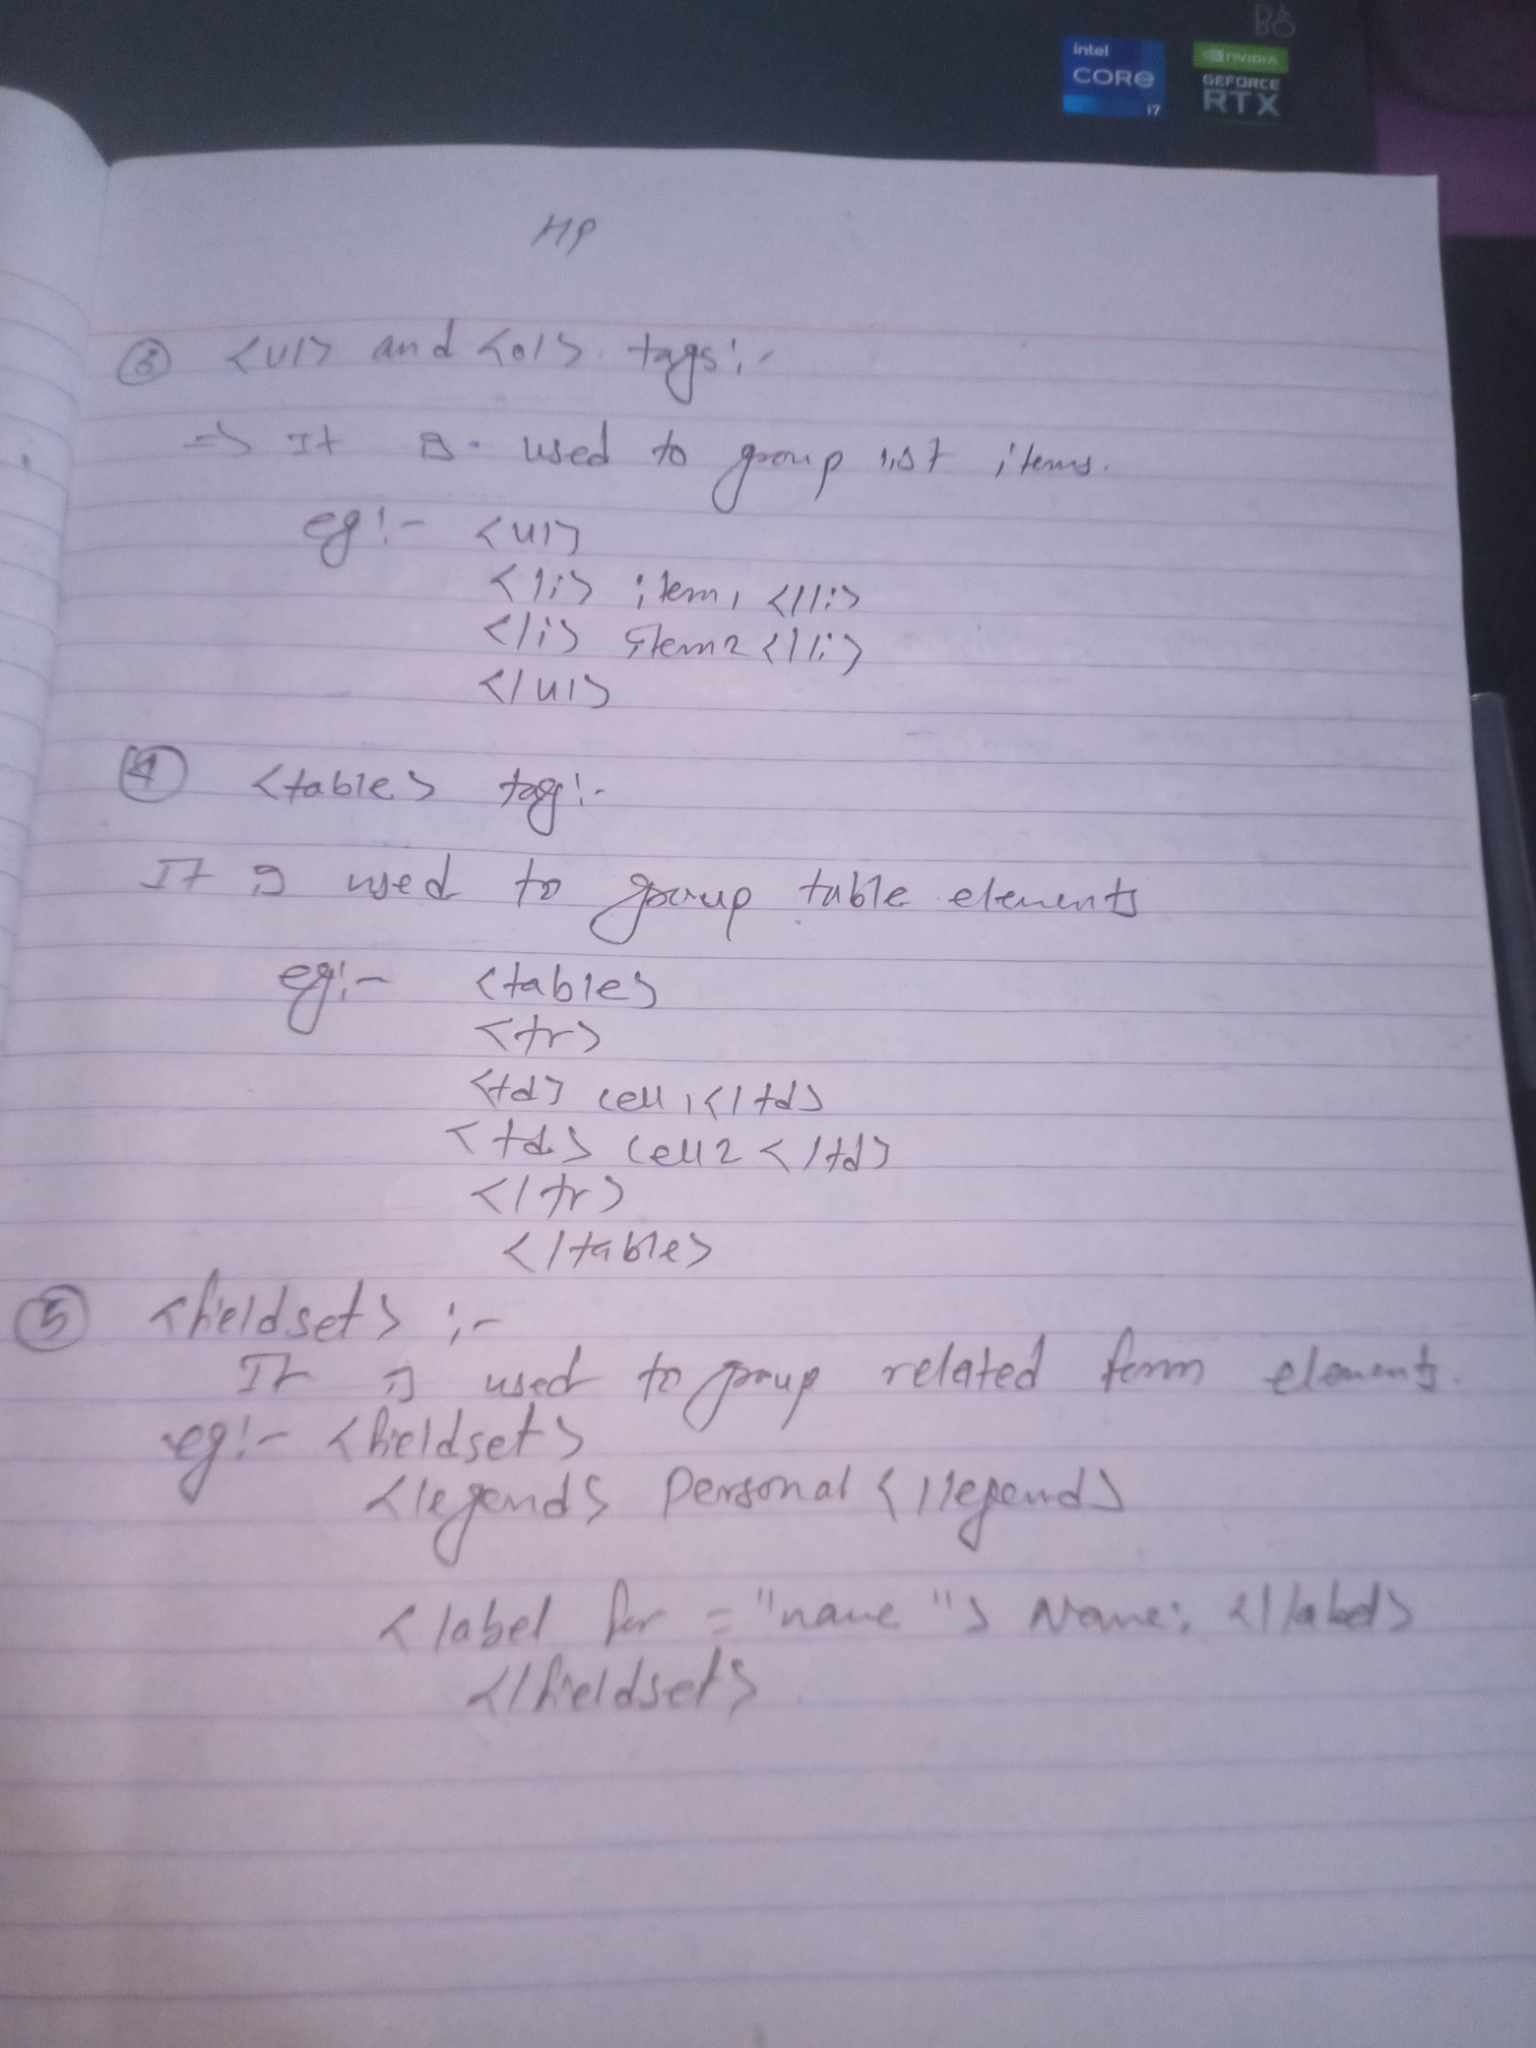 intel
CORE
i7
NVIDIA
GEFORCE
RTX
HP
③ <ul> and <ol> tags:-
=> It is used to group list items.
eg:- <ul>
<li> item1 </li>
<li> item2 </li>
</ul>
④ <table> tag:-
It is used to group table elements
eg:- <table>
<tr>
<td> cell1 </td>
<td> cell2 </td>
</tr>
</table>
⑤ <fieldset> :-
It is used to group related form elements.
eg:- <fieldset>
<legend> Personal </legend>
<label for = "name"> Name: </label>
</fieldset>